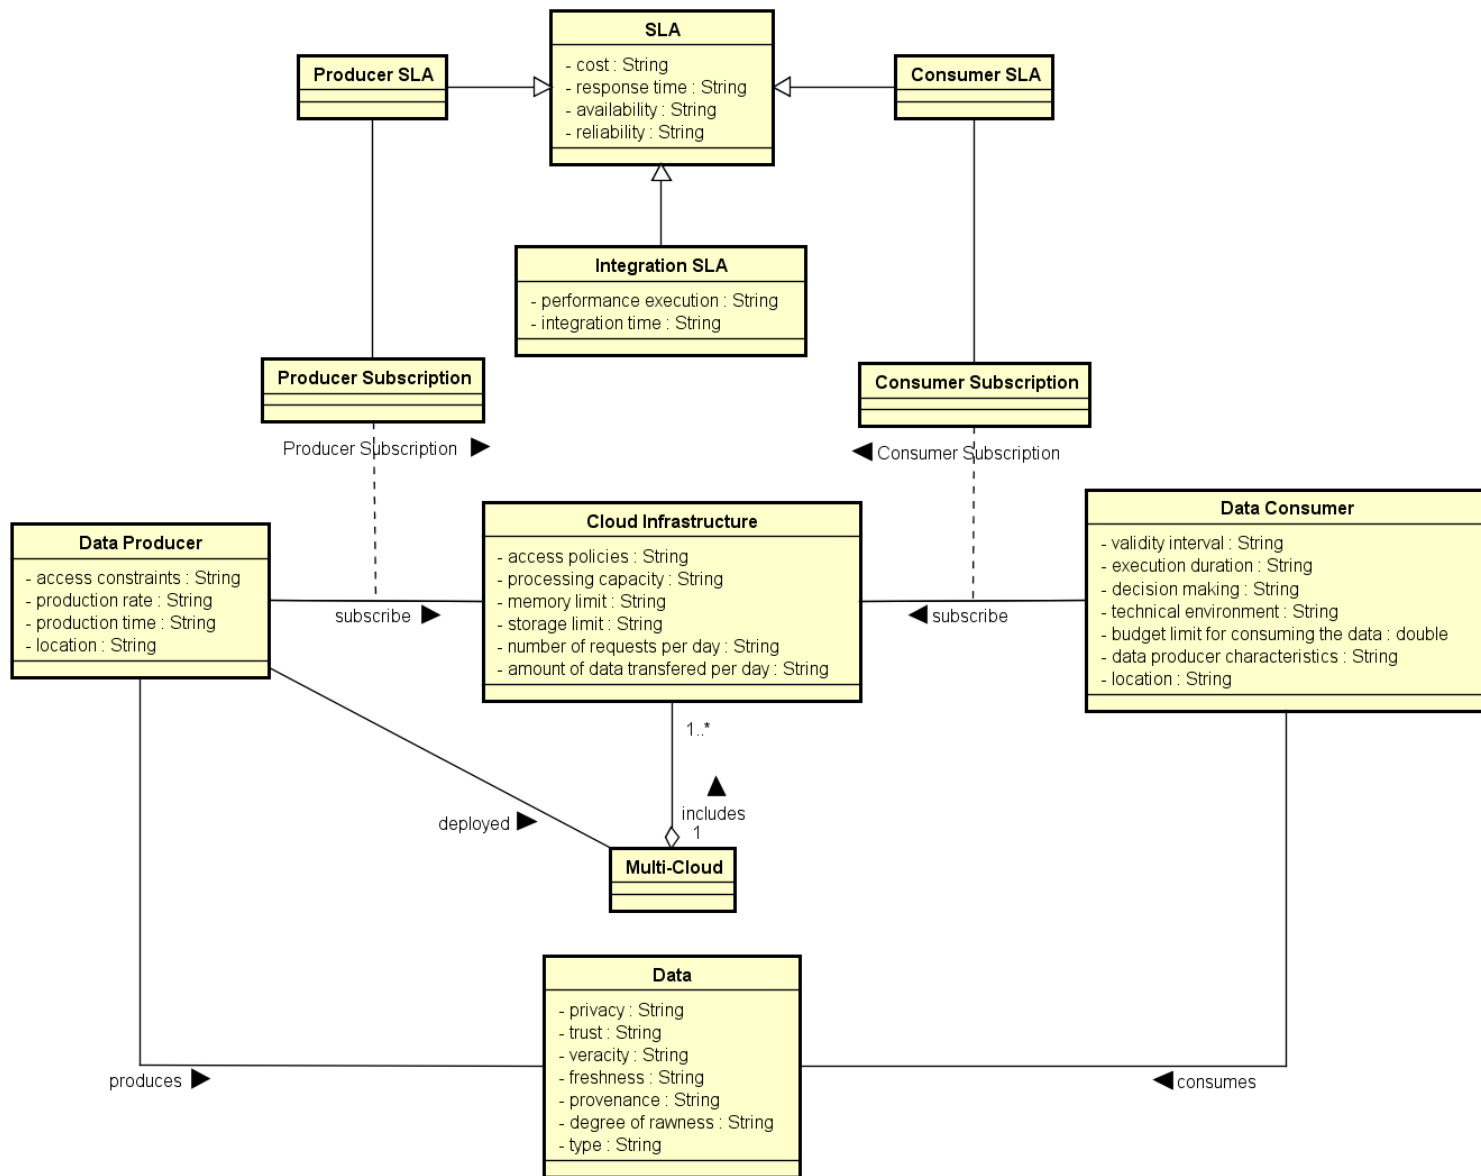 SLA
- cost : String
- response time : String
- availability : String
- reliability : String
Producer SLA
Consumer SLA
Integration SLA
- performance execution : String
- integration time : String
Producer Subscription
Consumer Subscription
Producer Subscription
Consumer Subscription
Data Producer
- access constraints : String
- production rate : String
- production time : String
- location : String
subscribe
Cloud Infrastructure
- access policies : String
- processing capacity : String
- memory limit : String
- storage limit : String
- number of requests per day : String
- amount of data transfered per day : String
subscribe
Data Consumer
- validity interval : String
- execution duration : String
- decision making : String
- technical environment : String
- budget limit for consuming the data : double
- data producer characteristics : String
- location : String
1..*
includes
1
deployed
Multi-Cloud
Data
- privacy : String
- trust : String
- veracity : String
- freshness : String
- provenance : String
- degree of rawness : String
- type : String
produces
consumes